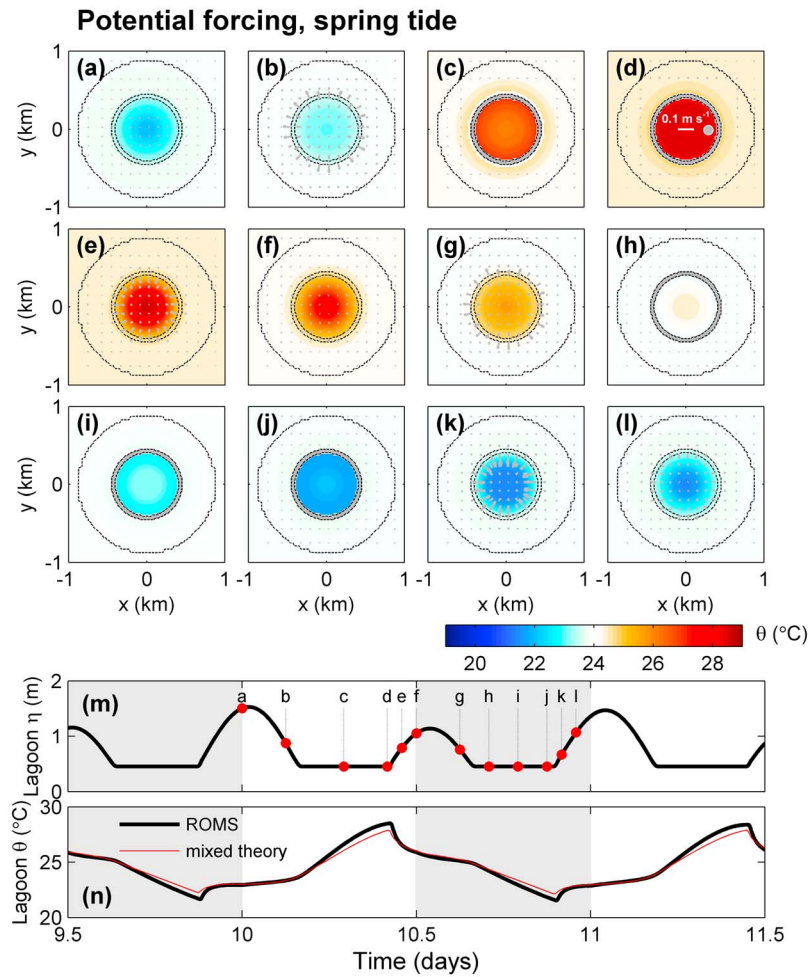 Potential forcing, spring tide
(a) (b) (c) (d)
1
y (km)
0
0.1 m s⁻¹
-1
(e) (f) (g) (h)
1
y (km)
0
-1
(i) (j) (k) (l)
1
y (km)
0
-1
-1 0 1 -1 0 1 -1 0 1 -1 0 1
x (km) x (km) x (km) x (km)
θ (°C)
20 22 24 26 28
2
(m) a b c d e f g h i j k l
Lagoon η (m)
1
0
30
ROMS
Lagoon θ (°C)
25
mixed theory
(n)
20
9.5 10 10.5 11 11.5
Time (days)